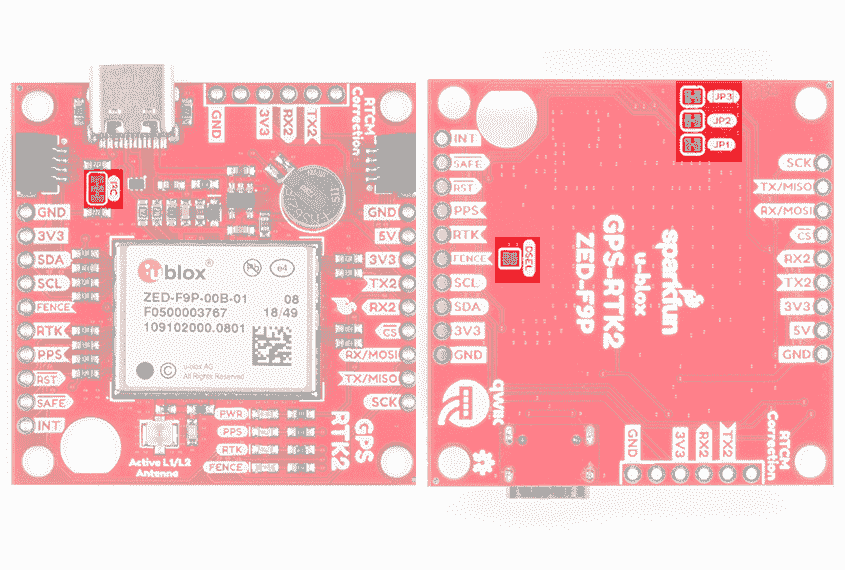 GND
3V3
RX2
TX2
RTCM
Correction
I2C
GND
3V3
SDA
SCL
FENCE
RTK
PPS
RST
SAFE
INT
GND
5V
3V3
TX2
RX2
CS
RX/MOSI
TX/MISO
SCK
ublox
e4
ZED-F9P-00B-01 08
F0500003767 18/49
109102000.0801
u-blox AG
All Rights Reserved
PWR
PPS
RTK
FENCE
GPS
RTK2
Active L1/L2
Antenna
JP3
JP2
JP1
INT
SAFE
RST
PPS
RTK
FENCE
SCL
SDA
3V3
GND
DSEL
sparkfun
u-blox
GPS-RTK2
ZED-F9P
SCK
TX/MISO
RX/MOSI
CS
RX2
TX2
3V3
5V
GND
qwiic
GND
3V3
RX2
TX2
RTCM
Correction